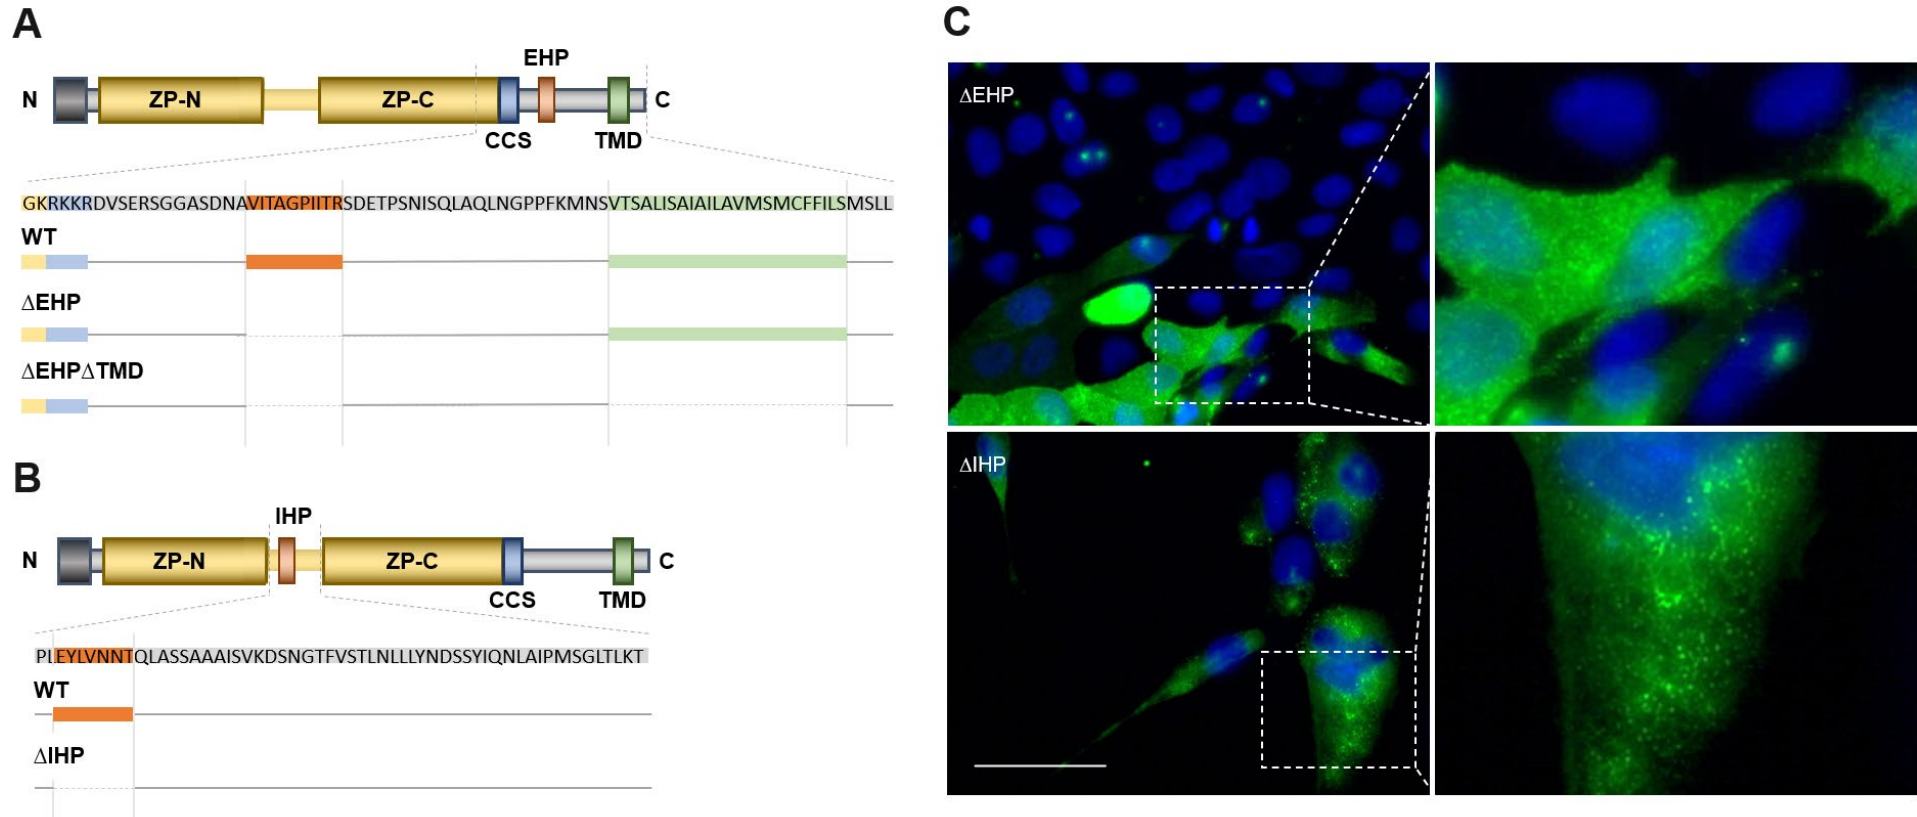 A
EHP
N ZP-N ZP-C C
CCS TMD
GKRKKRDVSERSGGASDNAVITAGPIITRSDETPSNISQLAQLNGPPFKMNSVTSALISAIAILAVMSMCFFILSMSLL
WT
ΔEHP
ΔEHPΔTMD
B
IHP
N ZP-N ZP-C C
CCS TMD
PLEYLVNNTQLASSAAAISVKDSNGTFVSTLNLLLYNDSSYIQNLAIPMSGLTLKT
WT
ΔIHP
C
ΔEHP
ΔIHP